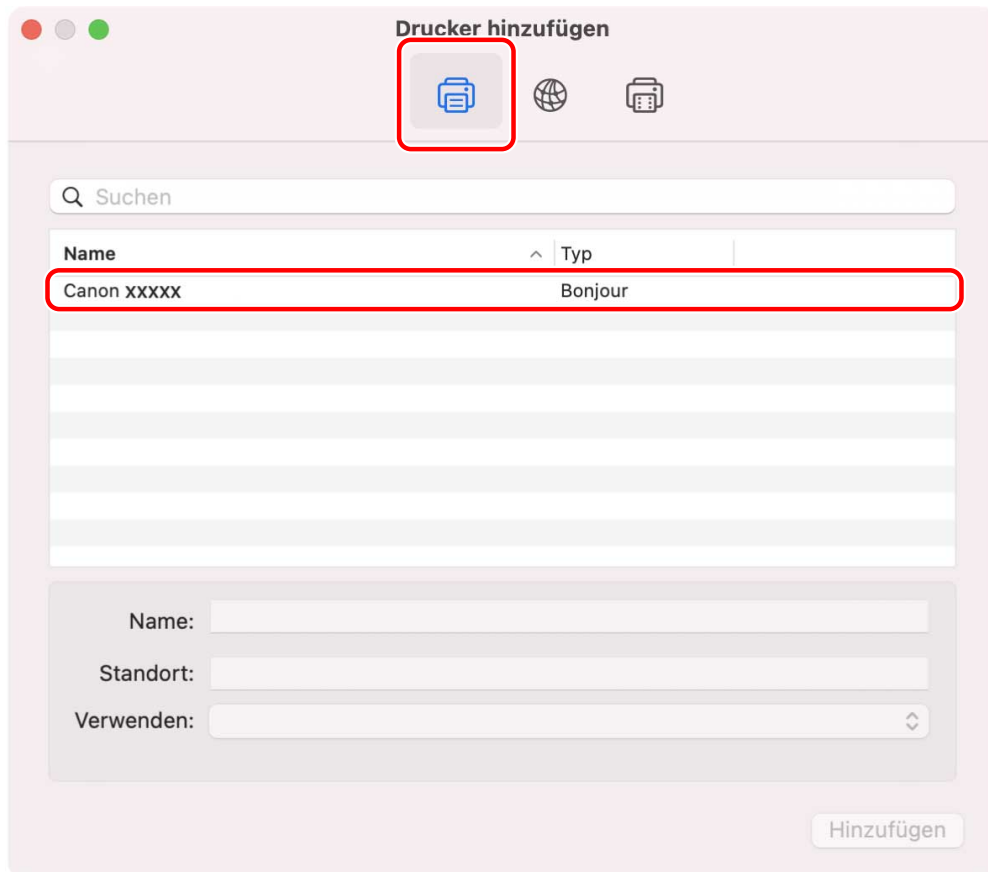 Drucker hinzufügen
Suchen
Name Typ
Canon xxxxx Bonjour
Name:
Standort:
Verwenden:
Hinzufügen